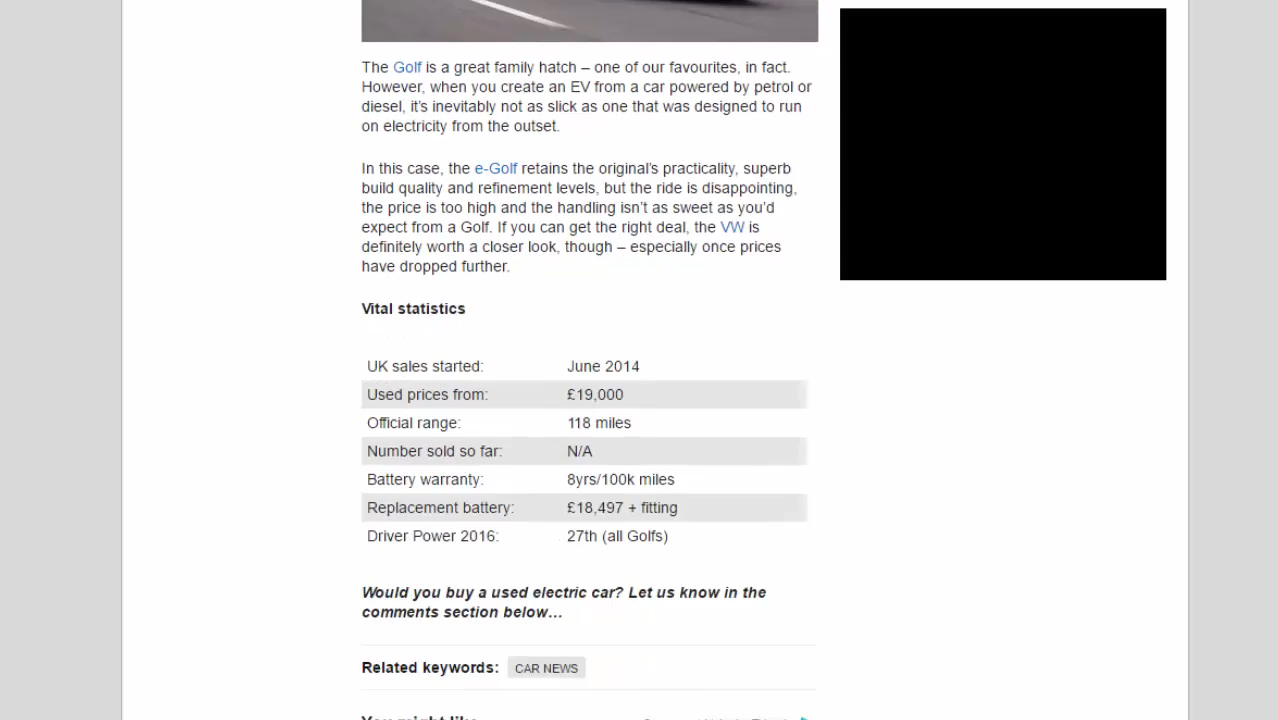 The Golf is a great family hatch – one of our favourites, in fact.
However, when you create an EV from a car powered by petrol or
diesel, it's inevitably not as slick as one that was designed to run
on electricity from the outset.
In this case, the e-Golf retains the original's practicality, superb
build quality and refinement levels, but the ride is disappointing,
the price is too high and the handling isn't as sweet as you'd
expect from a Golf. If you can get the right deal, the VW is
definitely worth a closer look, though – especially once prices
have dropped further.
Vital statistics
UK sales started: June 2014
Used prices from: £19,000
Official range: 118 miles
Number sold so far: N/A
Battery warranty: 8yrs/100k miles
Replacement battery: £18,497 + fitting
Driver Power 2016: 27th (all Golfs)
Would you buy a used electric car? Let us know in the
comments section below…
Related keywords: CAR NEWS
You might like